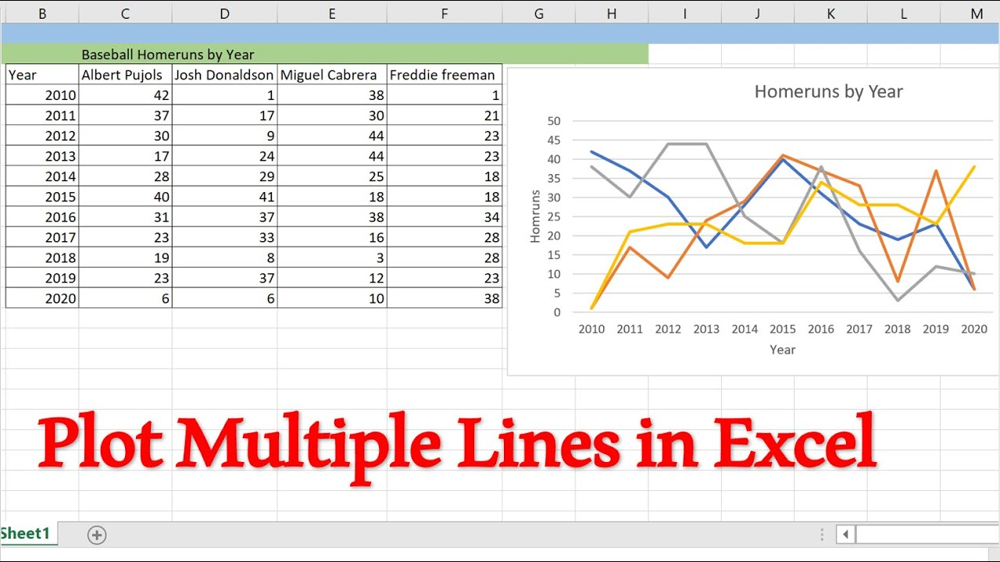 B C D E F G H I J K L M
Baseball Homeruns by Year
Year Albert Pujols Josh Donaldson Miguel Cabrera Freddie freeman
2010 42 1 38 1
2011 37 17 30 21
2012 30 9 44 23
2013 17 24 44 23
2014 28 29 25 18
2015 40 41 18 18
2016 31 37 38 34
2017 23 33 16 28
2018 19 8 3 28
2019 23 37 12 23
2020 6 6 10 38
Homeruns by Year
50
45
40
35
30
25
20
15
10
5
0
Homruns
2010 2011 2012 2013 2014 2015 2016 2017 2018 2019 2020
Year
Plot Multiple Lines in Excel
Sheet1